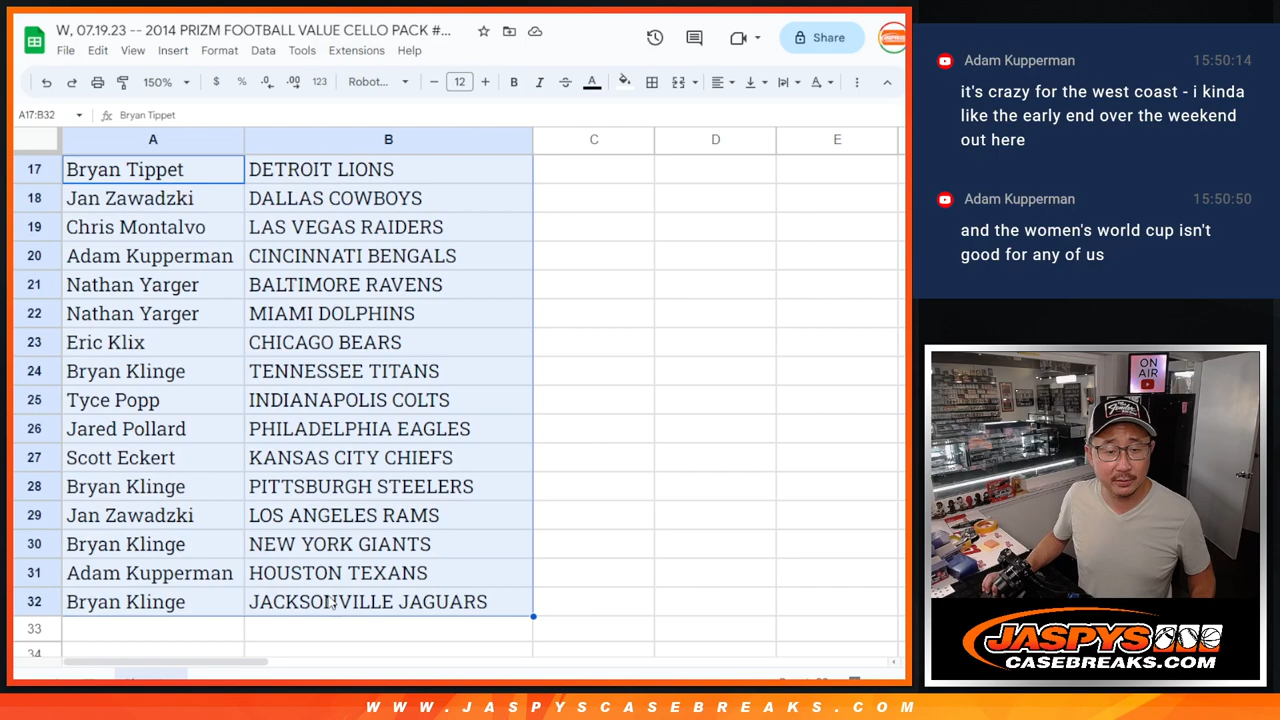 W, 07.19.23 -- 2014 PRIZM FOOTBALL VALUE CELLO PACK #...
File Edit View Insert Format Data Tools Extensions Help
Share
150% $ % .0 .00 123 Robot... 12 B I A
A17:B32 fx Bryan Tippet
A B C D E
17 Bryan Tippet DETROIT LIONS
18 Jan Zawadzki DALLAS COWBOYS
19 Chris Montalvo LAS VEGAS RAIDERS
20 Adam Kupperman CINCINNATI BENGALS
21 Nathan Yarger BALTIMORE RAVENS
22 Nathan Yarger MIAMI DOLPHINS
23 Eric Klix CHICAGO BEARS
24 Bryan Klinge TENNESSEE TITANS
25 Tyce Popp INDIANAPOLIS COLTS
26 Jared Pollard PHILADELPHIA EAGLES
27 Scott Eckert KANSAS CITY CHIEFS
28 Bryan Klinge PITTSBURGH STEELERS
29 Jan Zawadzki LOS ANGELES RAMS
30 Bryan Klinge NEW YORK GIANTS
31 Adam Kupperman HOUSTON TEXANS
32 Bryan Klinge JACKSONVILLE JAGUARS
33
34
Adam Kupperman 15:50:14
it's crazy for the west coast - i kinda
like the early end over the weekend
out here
Adam Kupperman 15:50:50
and the women's world cup isn't
good for any of us
ON
AIR
Fender
JASPYS
CASEBREAKS.COM
WWW.JASPYSCASEBREAKS.COM